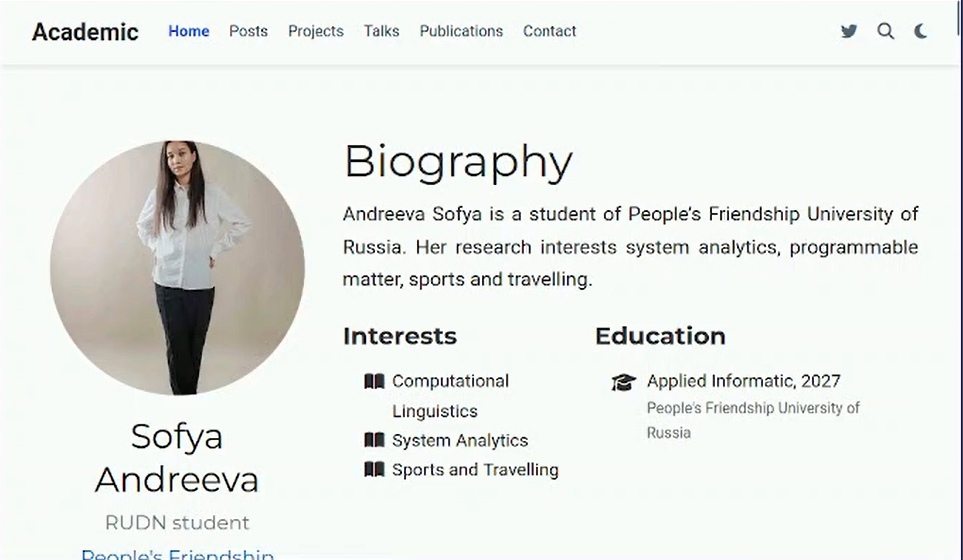 Academic Home Posts Projects Talks Publications Contact
Biography
Andreeva Sofya is a student of People's Friendship University of
Russia. Her research interests system analytics, programmable
matter, sports and travelling.
Interests
Computational
Linguistics
System Analytics
Sports and Travelling
Education
Applied Informatic, 2027
People's Friendship University of
Russia
Sofya
Andreeva
RUDN student
People's Friendship